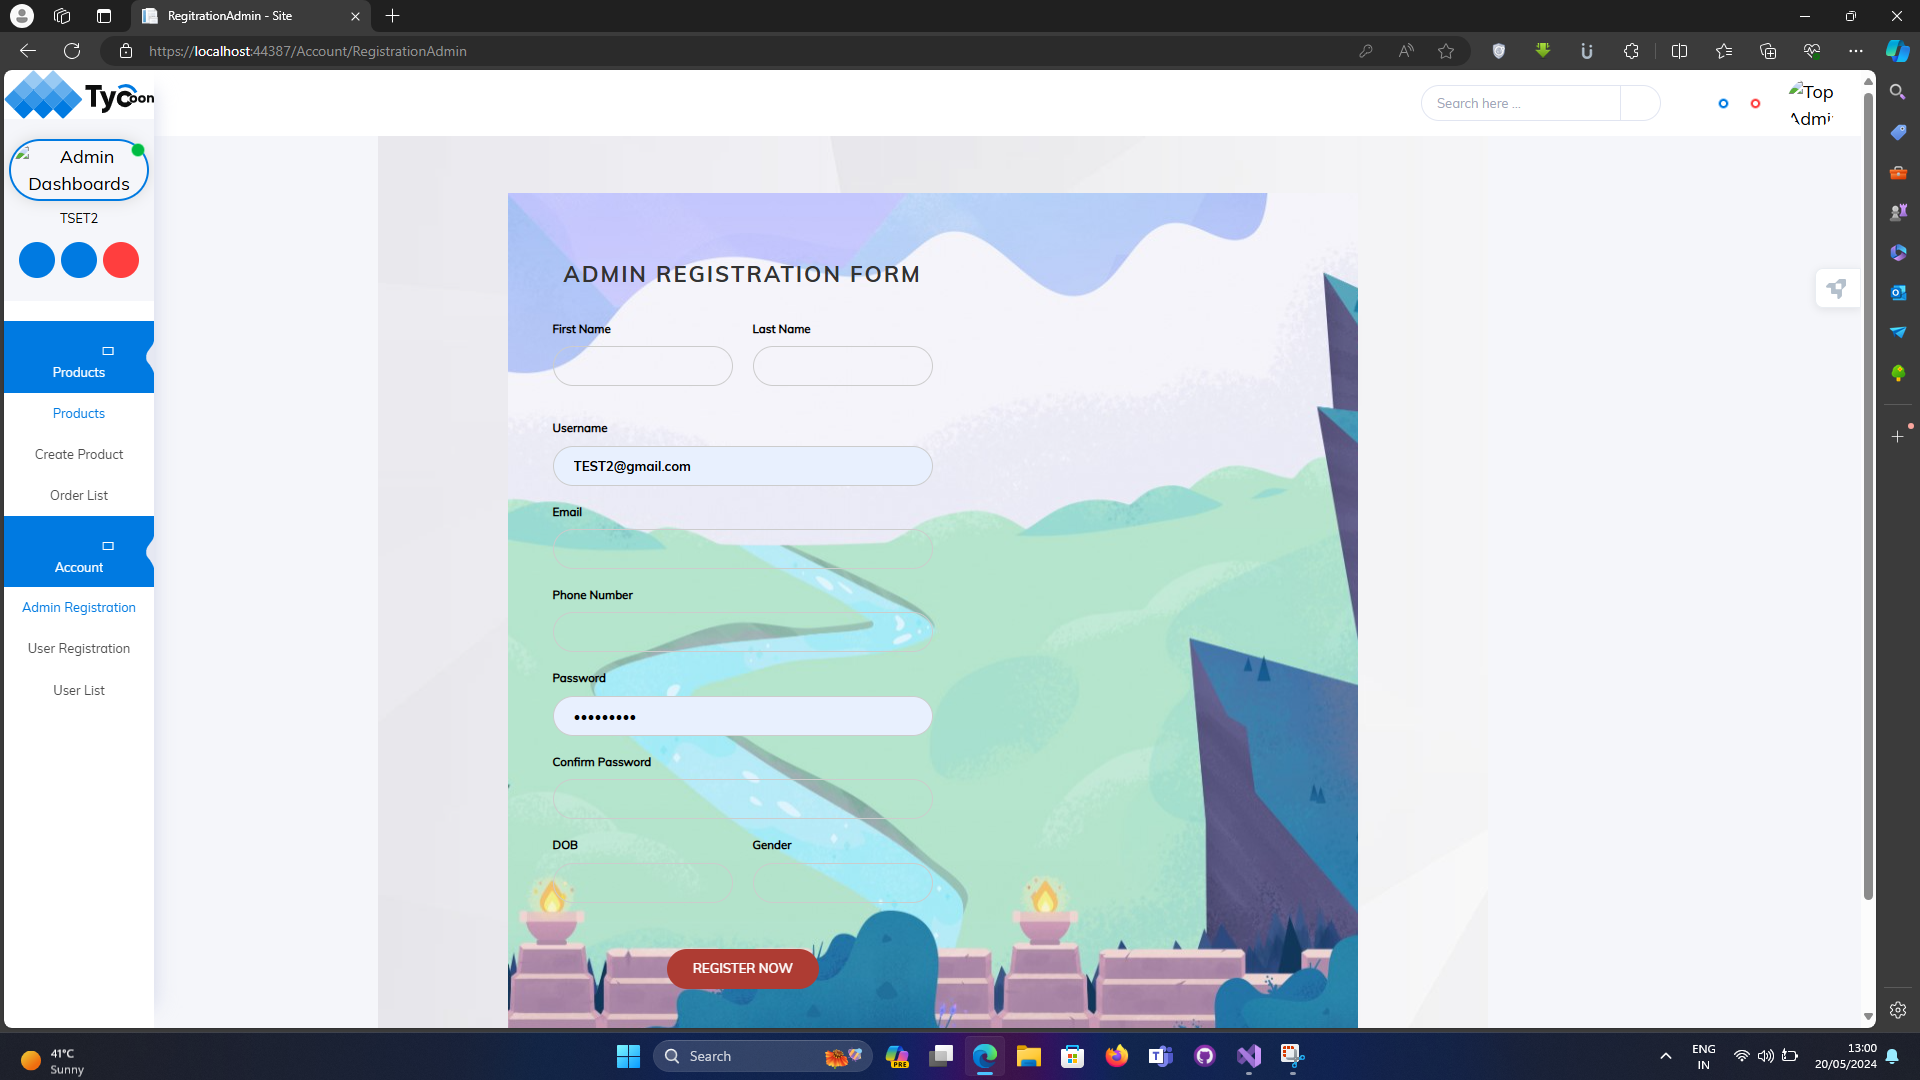 RegitrationAdmin - Site
https://localhost:44387/Account/RegistrationAdmin
Tycoon
Search here ...
Top
Admi
Admin
Dashboards
TSET2
Products
Products
Create Product
Order List
Account
Admin Registration
User Registration
User List
ADMIN REGISTRATION FORM
First Name
Last Name
Username
TEST2@gmail.com
Email
Phone Number
Password
Confirm Password
DOB
Gender
REGISTER NOW
41°C
Sunny
Search
PRE
ENG
IN
13:00
20/05/2024